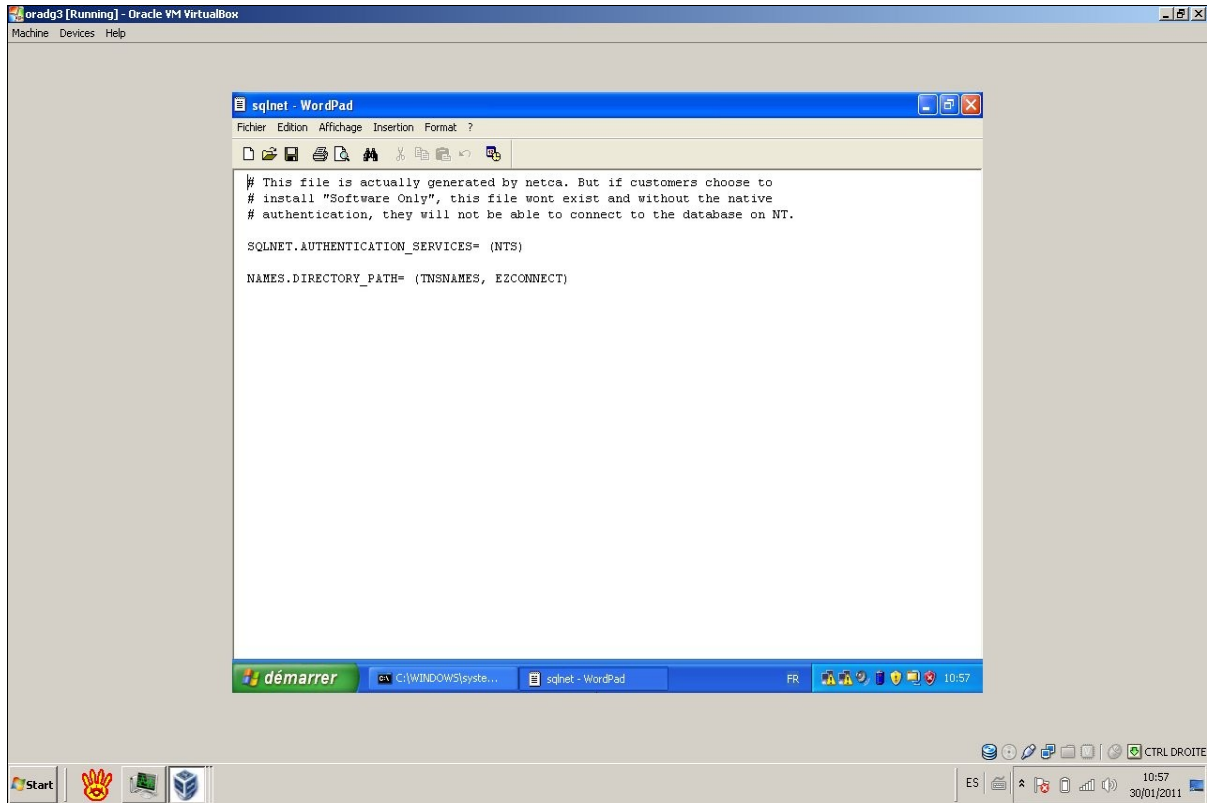 oradg3 [Running] - Oracle VM VirtualBox
Machine Devices Help
sqlnet - WordPad
Fichier Edition Affichage Insertion Format ?
# This file is actually generated by netca. But if customers choose to
# install "Software Only", this file wont exist and without the native
# authentication, they will not be able to connect to the database on NT.
SQLNET.AUTHENTICATION_SERVICES= (NTS)
NAMES.DIRECTORY_PATH= (TNSNAMES, EZCONNECT)
démarrer C:\WINDOWS\syste... sqlnet - WordPad FR 10:57
CTRL DROITE
Start ES 10:57
30/01/2011